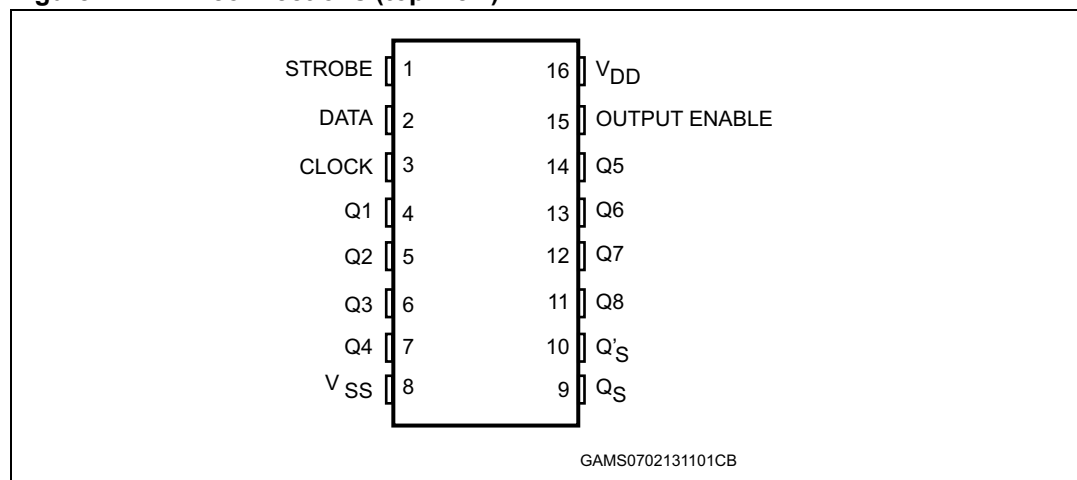 STROBE 1 16 VDD
DATA 2 15 OUTPUT ENABLE
CLOCK 3 14 Q5
Q1 4 13 Q6
Q2 5 12 Q7
Q3 6 11 Q8
Q4 7 10 Q'S
VSS 8 9 QS
GAMS0702131101CB